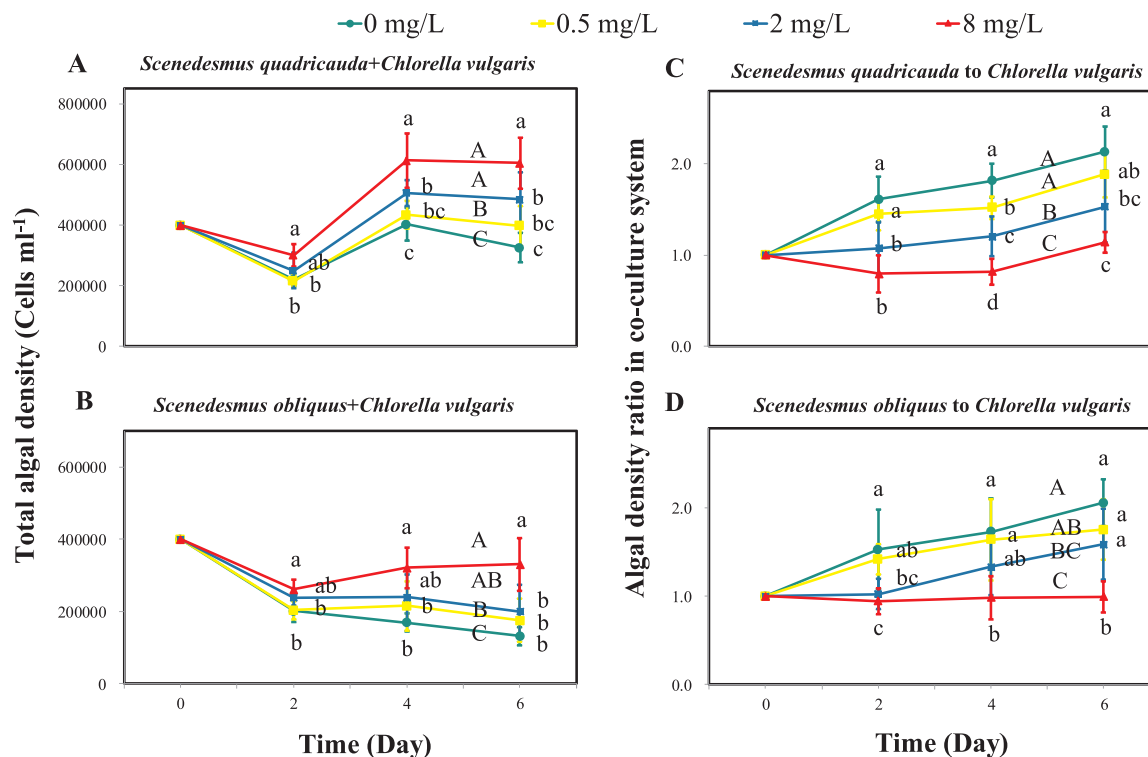 0 mg/L 0.5 mg/L 2 mg/L 8 mg/L
A
Scenedesmus quadricauda+Chlorella vulgaris
Total algal density (Cells ml⁻¹)
800000
600000
400000
200000
0
a
ab
b
b
a
b
bc
c
A
A
B
C
a
b
bc
c
B
Scenedesmus obliquus+Chlorella vulgaris
600000
400000
200000
0
a
ab
b
b
a
ab
b
b
A
AB
B
C
a
b
b
b
0 2 4 6
Time (Day)
C
Scenedesmus quadricauda to Chlorella vulgaris
Algal density ratio in co-culture system
2.0
1.0
0.0
a
a
b
b
a
b
c
d
A
A
B
C
a
ab
bc
c
D
Scenedesmus obliquus to Chlorella vulgaris
2.0
1.0
0.0
a
ab
bc
c
a
a
ab
b
A
AB
BC
C
a
a
a
b
0 2 4 6
Time (Day)